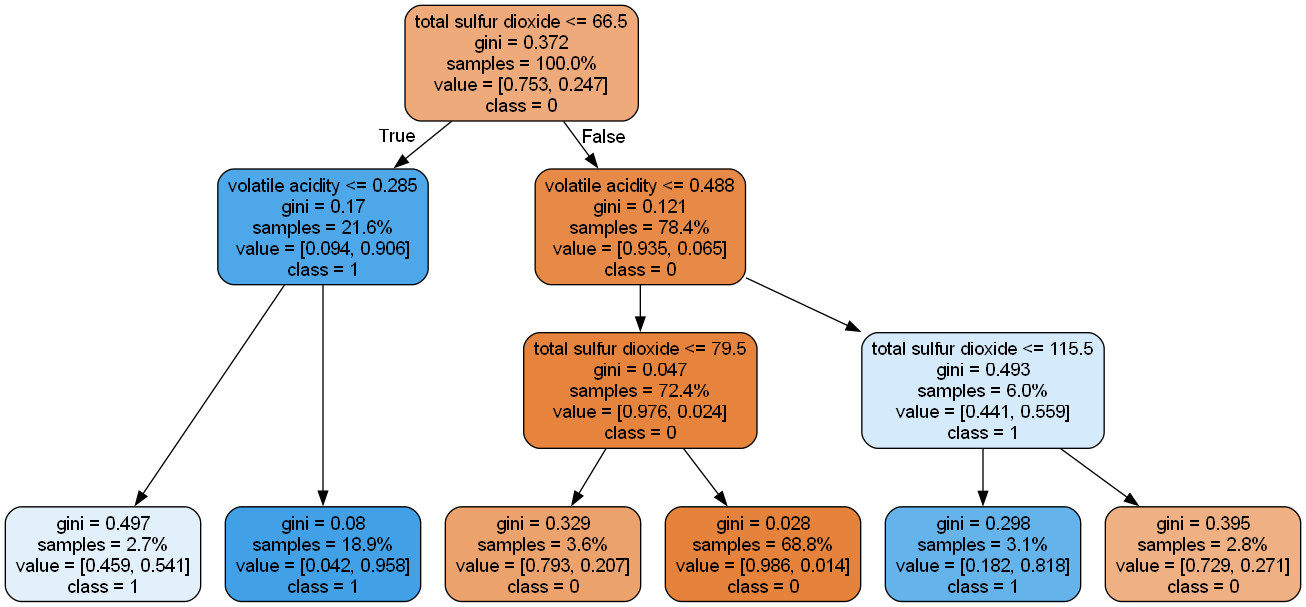 total sulfur dioxide <= 66.5
gini = 0.372
samples = 100.0%
value = [0.753, 0.247]
class = 0
True
False
volatile acidity <= 0.285
gini = 0.17
samples = 21.6%
value = [0.094, 0.906]
class = 1
volatile acidity <= 0.488
gini = 0.121
samples = 78.4%
value = [0.935, 0.065]
class = 0
total sulfur dioxide <= 79.5
gini = 0.047
samples = 72.4%
value = [0.976, 0.024]
class = 0
total sulfur dioxide <= 115.5
gini = 0.493
samples = 6.0%
value = [0.441, 0.559]
class = 1
gini = 0.497
samples = 2.7%
value = [0.459, 0.541]
class = 1
gini = 0.08
samples = 18.9%
value = [0.042, 0.958]
class = 1
gini = 0.329
samples = 3.6%
value = [0.793, 0.207]
class = 0
gini = 0.028
samples = 68.8%
value = [0.986, 0.014]
class = 0
gini = 0.298
samples = 3.1%
value = [0.182, 0.818]
class = 1
gini = 0.395
samples = 2.8%
value = [0.729, 0.271]
class = 0